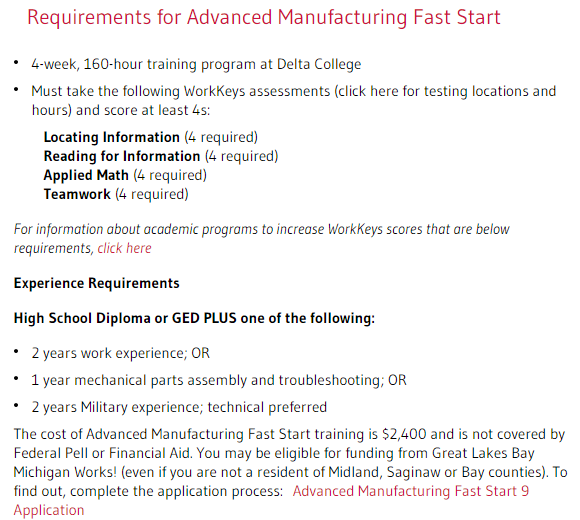 Requirements for Advanced Manufacturing Fast Start
• 4-week, 160-hour training program at Delta College
• Must take the following WorkKeys assessments (click here for testing locations and
hours) and score at least 4s:
Locating Information (4 required)
Reading for Information (4 required)
Applied Math (4 required)
Teamwork (4 required)
For information about academic programs to increase WorkKeys scores that are below
requirements, click here
Experience Requirements
High School Diploma or GED PLUS one of the following:
• 2 years work experience; OR
• 1 year mechanical parts assembly and troubleshooting; OR
• 2 years Military experience; technical preferred
The cost of Advanced Manufacturing Fast Start training is $2,400 and is not covered by
Federal Pell or Financial Aid. You may be eligible for funding from Great Lakes Bay
Michigan Works! (even if you are not a resident of Midland, Saginaw or Bay counties). To
find out, complete the application process: Advanced Manufacturing Fast Start 9
Application